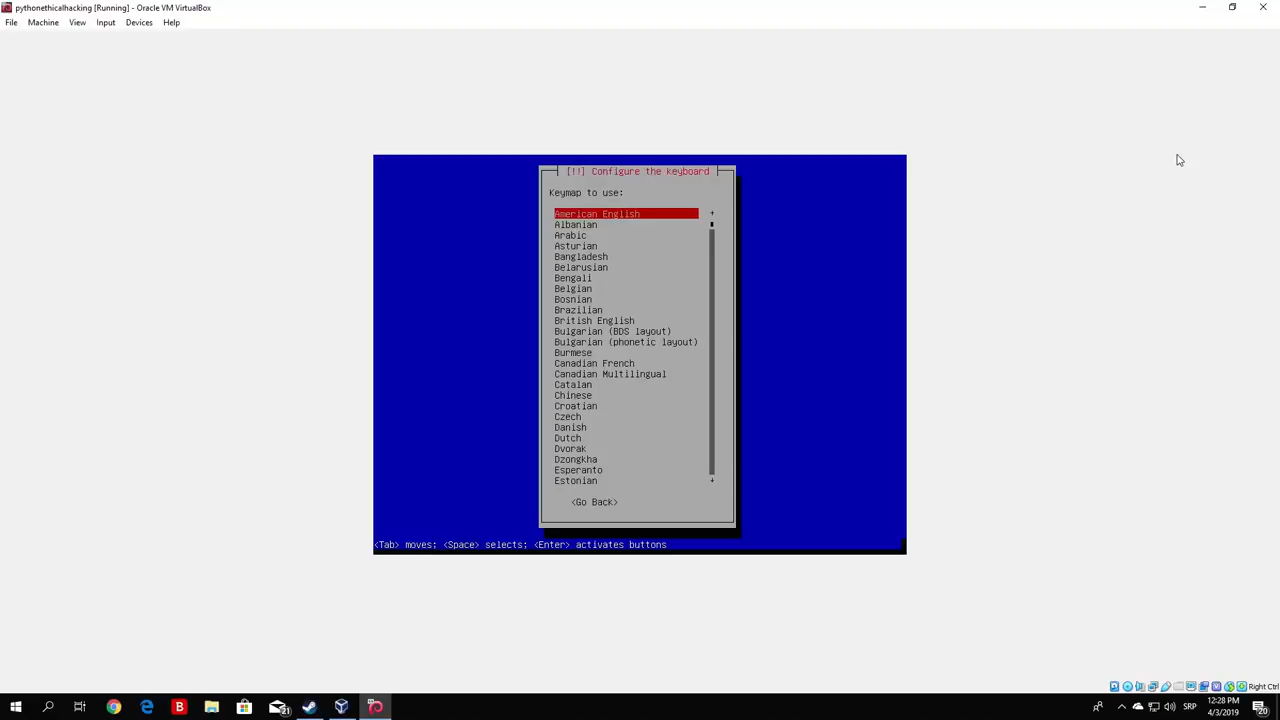 pythonethicalhacking [Running] - Oracle VM VirtualBox
File Machine View Input Devices Help
[!!] Configure the keyboard
Keymap to use:
American English
Albanian
Arabic
Asturian
Bangladesh
Belarusian
Bengali
Belgian
Bosnian
Brazilian
British English
Bulgarian (BDS layout)
Bulgarian (phonetic layout)
Burmese
Canadian French
Canadian Multilingual
Catalan
Chinese
Croatian
Czech
Danish
Dutch
Dvorak
Dzongkha
Esperanto
Estonian
<Go Back>
<Tab> moves; <Space> selects; <Enter> activates buttons
Right Ctrl
B
21
SRP
12:28 PM
4/3/2019
20